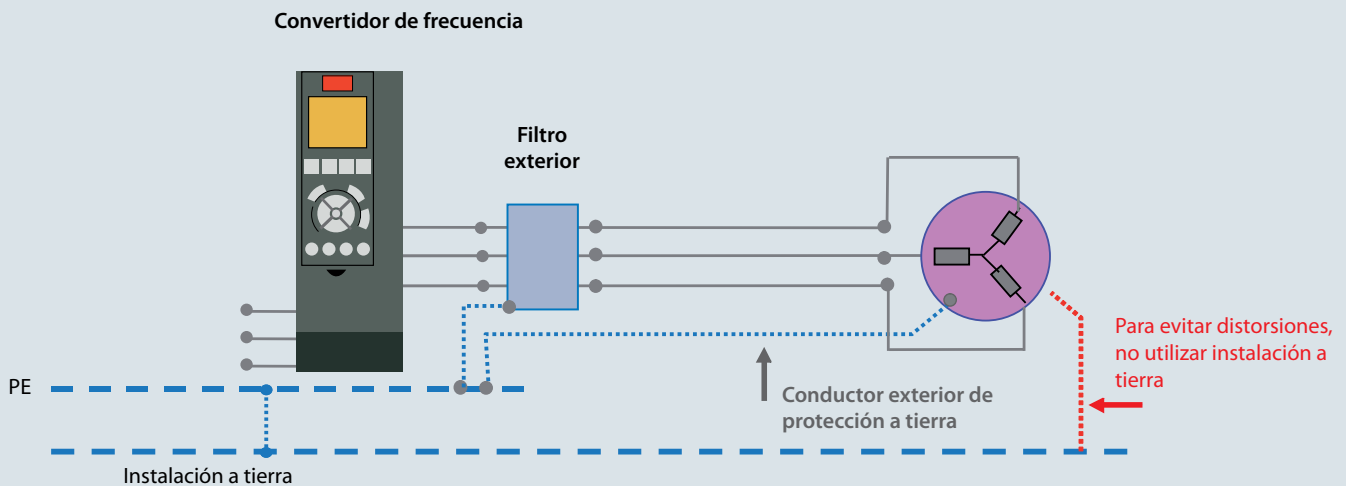 Convertidor de frecuencia
Filtro
exterior
Para evitar distorsiones,
no utilizar instalación a
tierra
PE
Conductor exterior de
protección a tierra
Instalación a tierra